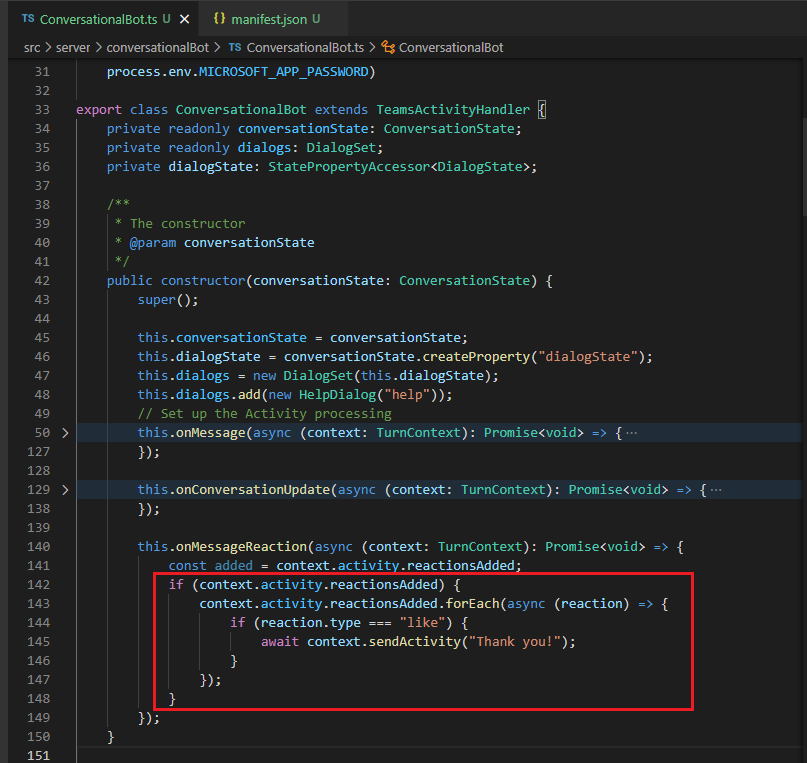 TS ConversationalBot.ts U × {} manifest.json U
src > server > conversationalBot > TS ConversationalBot.ts > ConversationalBot
31 process.env.MICROSOFT_APP_PASSWORD)
32
33 export class ConversationalBot extends TeamsActivityHandler {
34 private readonly conversationState: ConversationState;
35 private readonly dialogs: DialogSet;
36 private dialogState: StatePropertyAccessor<DialogState>;
37
38 /**
39 * The constructor
40 * @param conversationState
41 */
42 public constructor(conversationState: ConversationState) {
43 super();
44
45 this.conversationState = conversationState;
46 this.dialogState = conversationState.createProperty("dialogState");
47 this.dialogs = new DialogSet(this.dialogState);
48 this.dialogs.add(new HelpDialog("help"));
49 // Set up the Activity processing
50 > this.onMessage(async (context: TurnContext): Promise<void> => { ···
127 });
128
129 > this.onConversationUpdate(async (context: TurnContext): Promise<void> => { ···
138 });
139
140 this.onMessageReaction(async (context: TurnContext): Promise<void> => {
141 const added = context.activity.reactionsAdded;
142 if (context.activity.reactionsAdded) {
143 context.activity.reactionsAdded.forEach(async (reaction) => {
144 if (reaction.type === "like") {
145 await context.sendActivity("Thank you!");
146 }
147 });
148 }
149 });
150 }
151